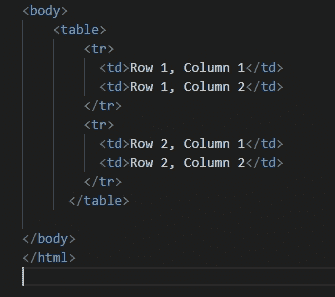 <body>
<table>
<tr>
<td>Row 1, Column 1</td>
<td>Row 1, Column 2</td>
</tr>
<tr>
<td>Row 2, Column 1</td>
<td>Row 2, Column 2</td>
</tr>
</table>
</body>
</html>